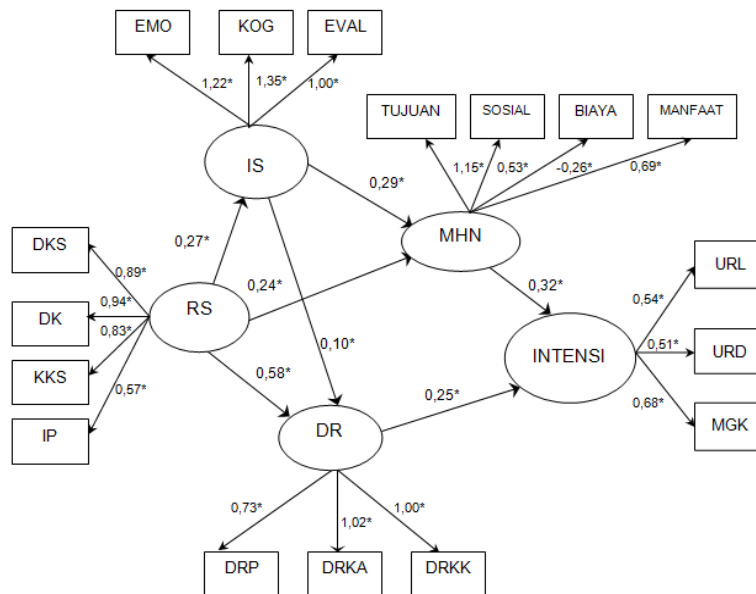 EMO KOG EVAL
1,22* 1,35* 1,00*
TUJUAN SOSIAL BIAYA MANFAAT
1,15* 0,53* -0,26* 0,69*
IS
0,29*
MHN
DKS
0,27*
0,89*
URL
DK
0,94*
RS
0,24*
0,32*
0,54*
0,83*
KKS
0,10*
INTENSI
0,51*
URD
0,57*
0,58*
0,25*
0,68*
IP
DR
MGK
0,73* 1,02* 1,00*
DRP DRKA DRKK